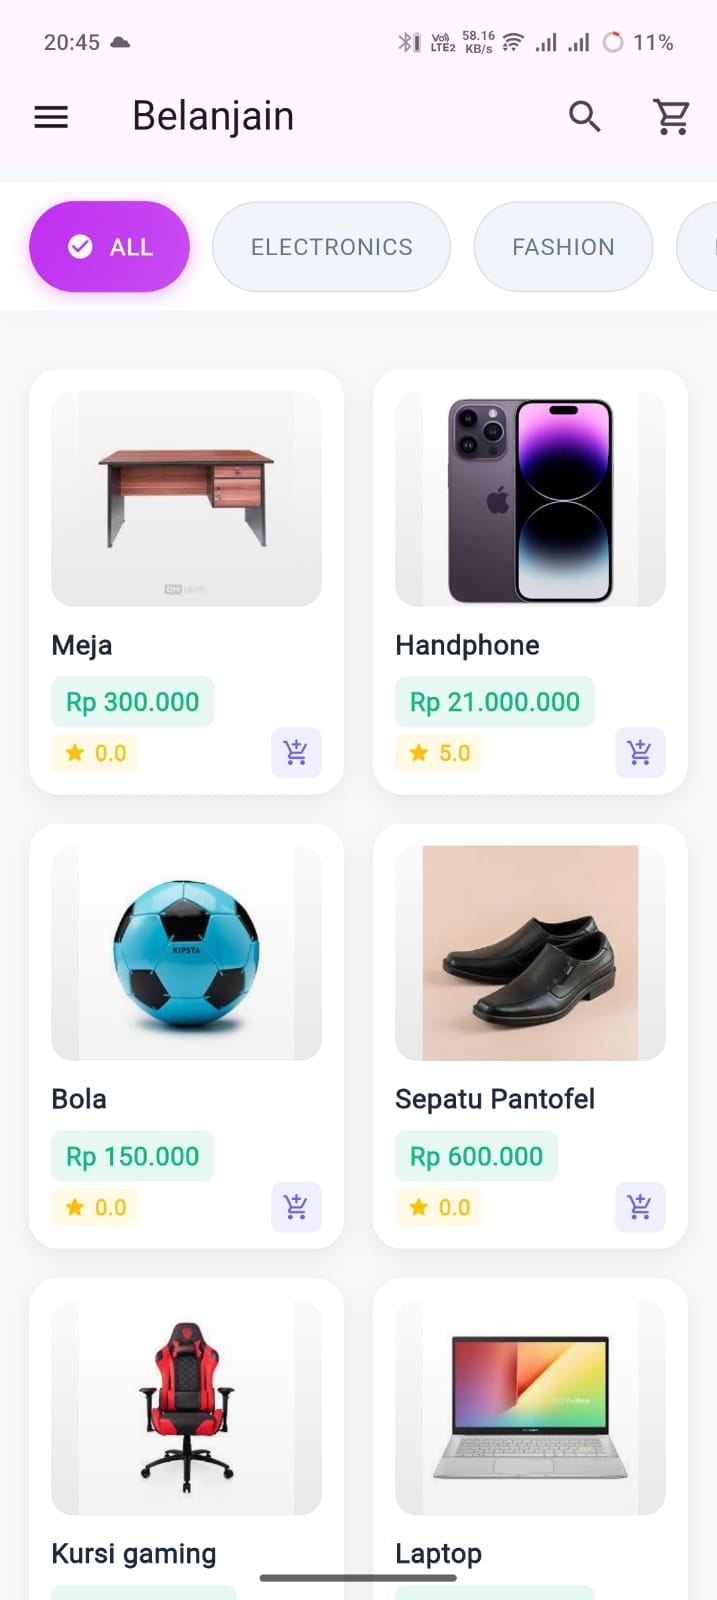 20:45 Vo) LTE2 58.16 KB/s 11%
Belanjain
ALL ELECTRONICS FASHION
Meja Handphone
Rp 300.000 Rp 21.000.000
0.0 5.0
KIPSTA
Bola Sepatu Pantofel
Rp 150.000 Rp 600.000
0.0 0.0
Kursi gaming Laptop